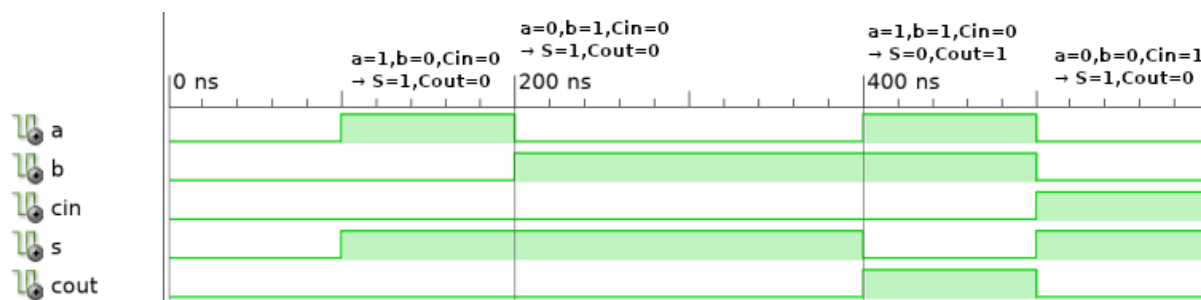 a=1,b=0,Cin=0
→ S=1,Cout=0
a=0,b=1,Cin=0
→ S=1,Cout=0
a=1,b=1,Cin=0
→ S=0,Cout=1
a=0,b=0,Cin=1
→ S=1,Cout=0
0 ns
200 ns
400 ns
a
b
cin
s
cout